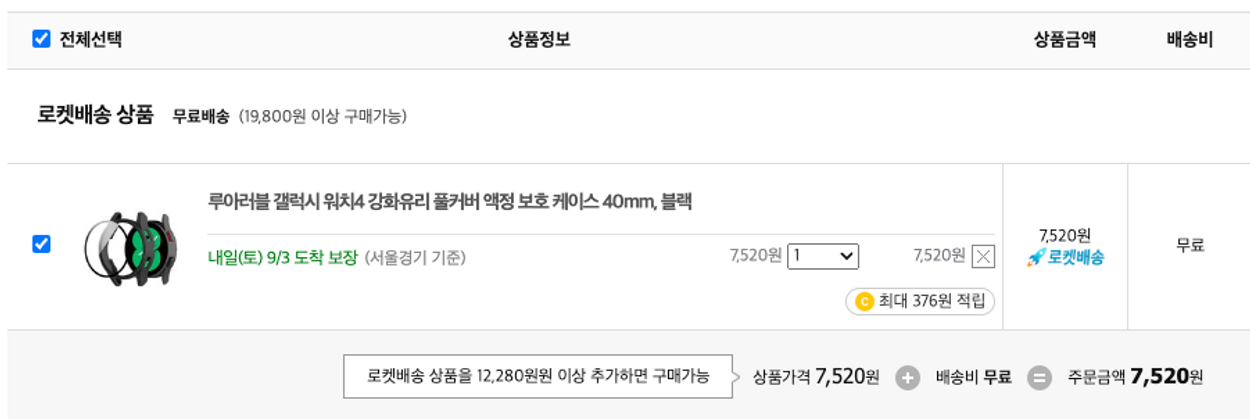 전체선택 상품정보 상품금액 배송비
로켓배송 상품 무료배송 (19,800원 이상 구매가능)
루아러블 갤럭시 워치4 강화유리 풀커버 액정 보호 케이스 40mm, 블랙
내일(토) 9/3 도착 보장 (서울경기 기준) 7,520원 1 7,520원
7,520원
로켓배송
무료
C 최대 376원 적립
로켓배송 상품을 12,280원원 이상 추가하면 구매가능 상품가격 7,520원 + 배송비 무료 = 주문금액 7,520원